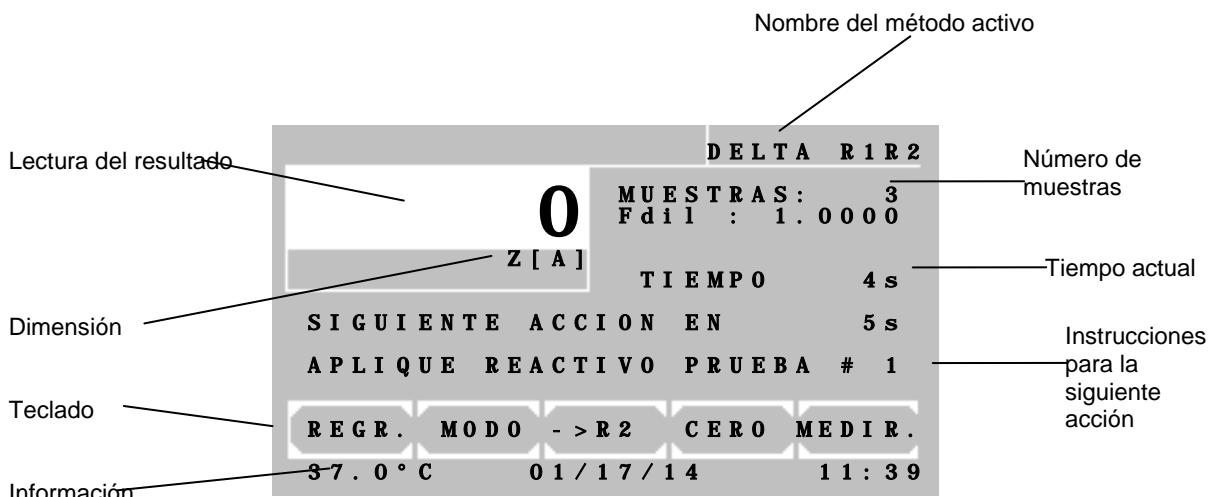 Nombre del método activo
Lectura del resultado
DELTA R1R2
Número de
muestras
MUESTRAS: 3
Fdil : 1.0000
0
Z[A]
TIEMPO 4s
Tiempo actual
Dimensión
SIGUIENTE ACCION EN 5s
APLIQUE REACTIVO PRUEBA # 1
Instrucciones
para la
siguiente
acción
Teclado
REGR. MODO ->R2 CERO MEDIR.
37.0°C 01/17/14 11:39
Información